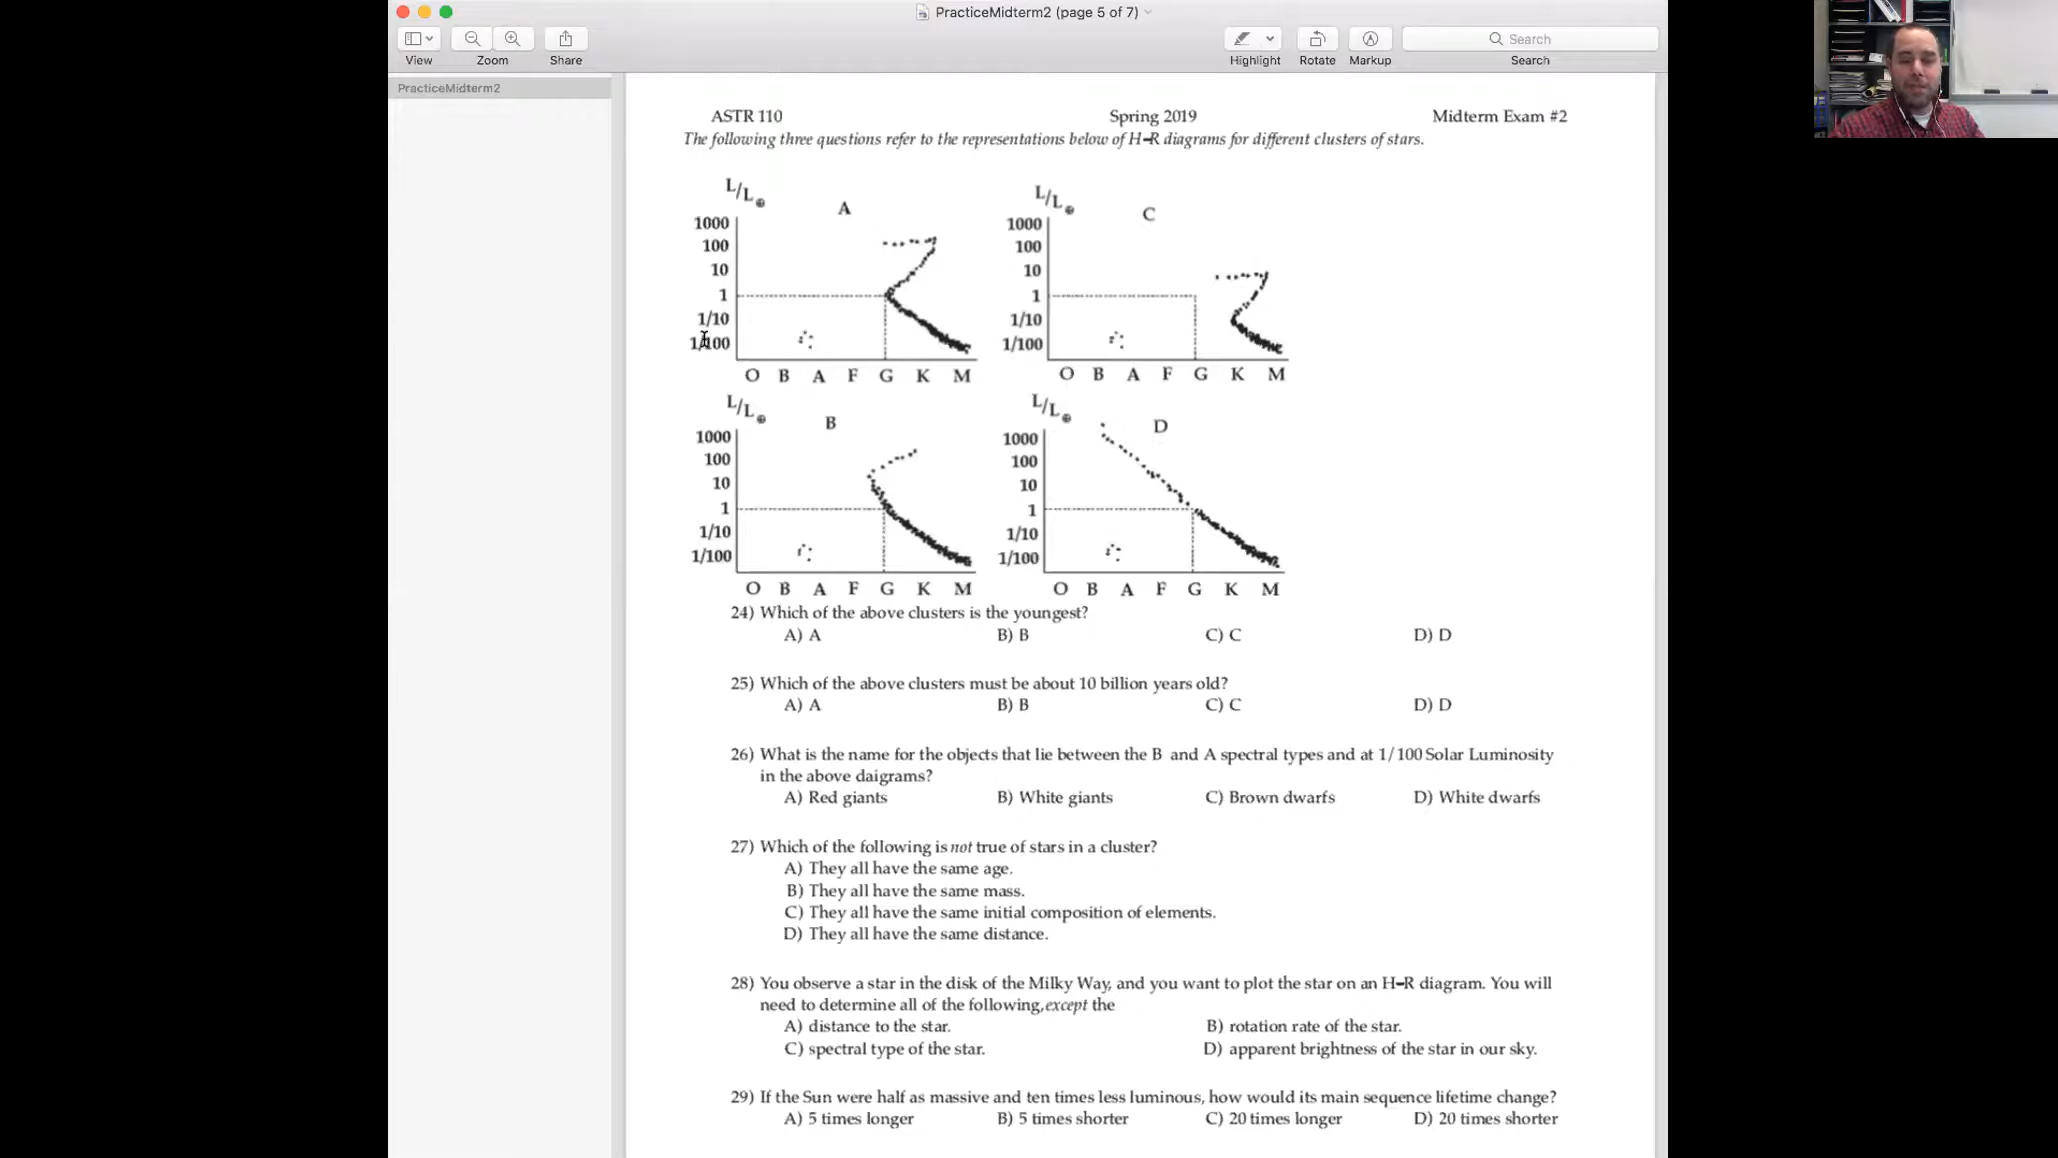 PracticeMidterm2 (page 5 of 7)
View
Zoom
Share
Highlight
Rotate
Markup
Search
Search
PracticeMidterm2
ASTR 110 Spring 2019 Midterm Exam #2
The following three questions refer to the representations below of H-R diagrams for different clusters of stars.
L/L⊕
A
1000
100
10
1
1/10
1/100
O B A F G K M
L/L⊕
C
1000
100
10
1
1/10
1/100
O B A F G K M
L/L⊕
B
1000
100
10
1
1/10
1/100
O B A F G K M
L/L⊕
D
1000
100
10
1
1/10
1/100
O B A F G K M
24) Which of the above clusters is the youngest?
A) A B) B C) C D) D
25) Which of the above clusters must be about 10 billion years old?
A) A B) B C) C D) D
26) What is the name for the objects that lie between the B and A spectral types and at 1/100 Solar Luminosity
in the above daigrams?
A) Red giants B) White giants C) Brown dwarfs D) White dwarfs
27) Which of the following is not true of stars in a cluster?
A) They all have the same age.
B) They all have the same mass.
C) They all have the same initial composition of elements.
D) They all have the same distance.
28) You observe a star in the disk of the Milky Way, and you want to plot the star on an H-R diagram. You will
need to determine all of the following, except the
A) distance to the star. B) rotation rate of the star.
C) spectral type of the star. D) apparent brightness of the star in our sky.
29) If the Sun were half as massive and ten times less luminous, how would its main sequence lifetime change?
A) 5 times longer B) 5 times shorter C) 20 times longer D) 20 times shorter